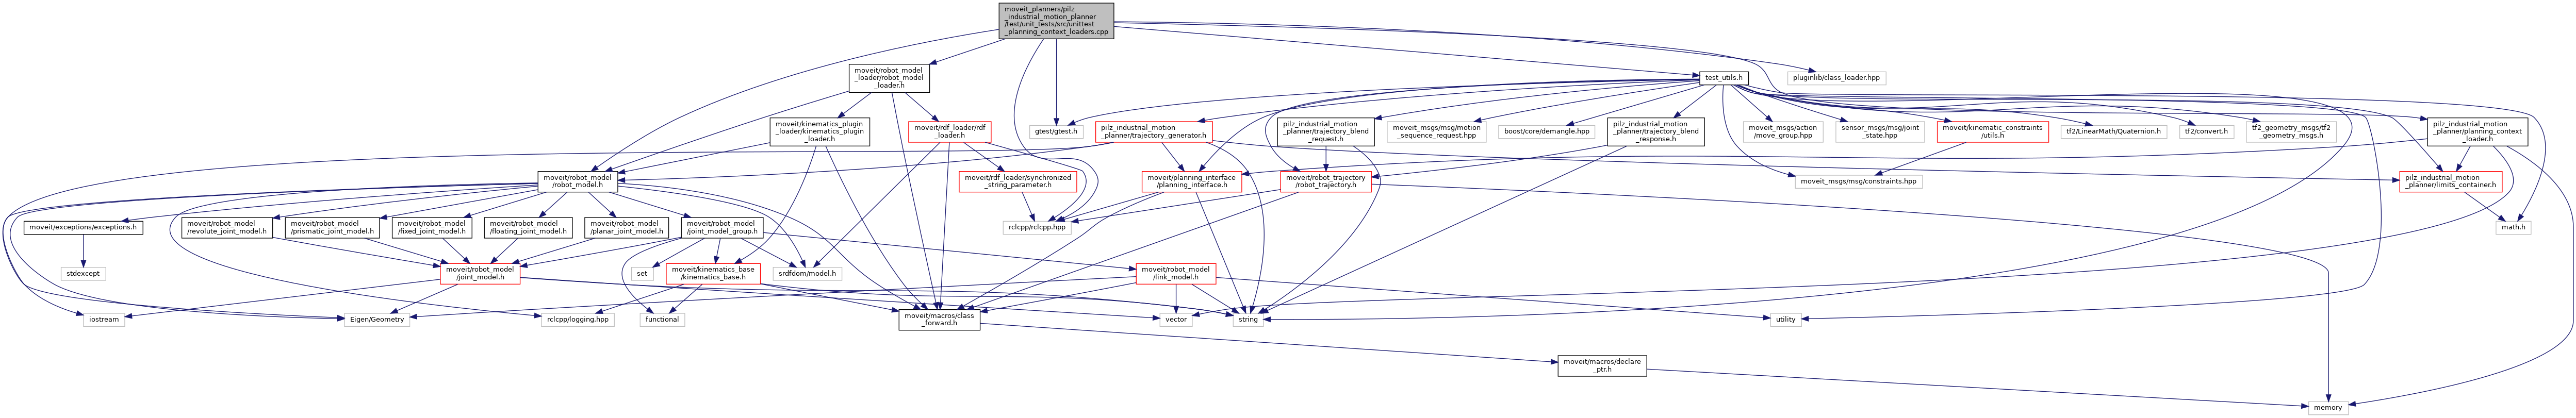 moveit_planners/pilz
_industrial_motion_planner
/test/unit_tests/src/unittest
_planning_context_loaders.cpp
moveit/robot_model
_loader/robot_model
_loader.h
test_utils.h
pluginlib/class_loader.hpp
moveit/kinematics_plugin
_loader/kinematics_plugin
_loader.h
moveit/rdf_loader/rdf
_loader.h
gtest/gtest.h
pilz_industrial_motion
_planner/trajectory_generator.h
pilz_industrial_motion
_planner/trajectory_blend
_request.h
moveit_msgs/msg/motion
_sequence_request.hpp
boost/core/demangle.hpp
pilz_industrial_motion
_planner/trajectory_blend
_response.h
moveit_msgs/action
/move_group.hpp
sensor_msgs/msg/joint
_state.hpp
moveit/kinematic_constraints
/utils.h
tf2/LinearMath/Quaternion.h
tf2/convert.h
tf2_geometry_msgs/tf2
_geometry_msgs.h
pilz_industrial_motion
_planner/planning_context
_loader.h
moveit/robot_model
/robot_model.h
moveit/rdf_loader/synchronized
_string_parameter.h
moveit/planning_interface
/planning_interface.h
moveit/robot_trajectory
/robot_trajectory.h
moveit_msgs/msg/constraints.hpp
pilz_industrial_motion
_planner/limits_container.h
moveit/exceptions/exceptions.h
moveit/robot_model
/revolute_joint_model.h
moveit/robot_model
/prismatic_joint_model.h
moveit/robot_model
/fixed_joint_model.h
moveit/robot_model
/floating_joint_model.h
moveit/robot_model
/planar_joint_model.h
moveit/robot_model
/joint_model_group.h
rclcpp/rclcpp.hpp
math.h
stdexcept
moveit/robot_model
/joint_model.h
set
moveit/kinematics_base
/kinematics_base.h
srdfdom/model.h
moveit/robot_model
/link_model.h
iostream
Eigen/Geometry
rclcpp/logging.hpp
functional
moveit/macros/class
_forward.h
vector
string
utility
moveit/macros/declare
_ptr.h
memory